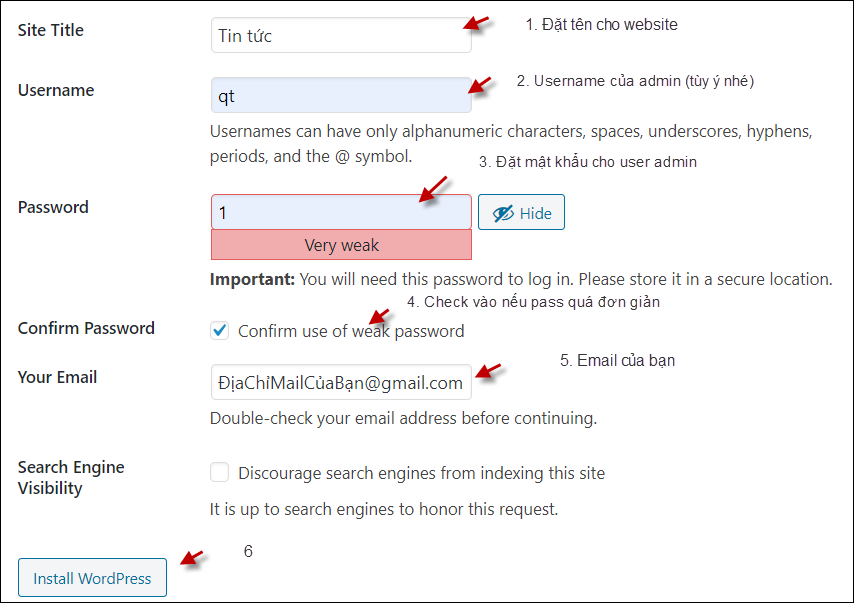 Site Title
Tin tức
1. Đặt tên cho website
Username
qt
2. Username của admin (tùy ý nhé)
Usernames can have only alphanumeric characters, spaces, underscores, hyphens,
periods, and the @ symbol.
3. Đặt mật khẩu cho user admin
Password
1
Hide
Very weak
Important: You will need this password to log in. Please store it in a secure location.
4. Check vào nếu pass quá đơn giản
Confirm Password
Confirm use of weak password
5. Email của bạn
Your Email
ĐịaChỉMailCủaBạn@gmail.com
Double-check your email address before continuing.
Search Engine
Visibility
Discourage search engines from indexing this site
It is up to search engines to honor this request.
6
Install WordPress